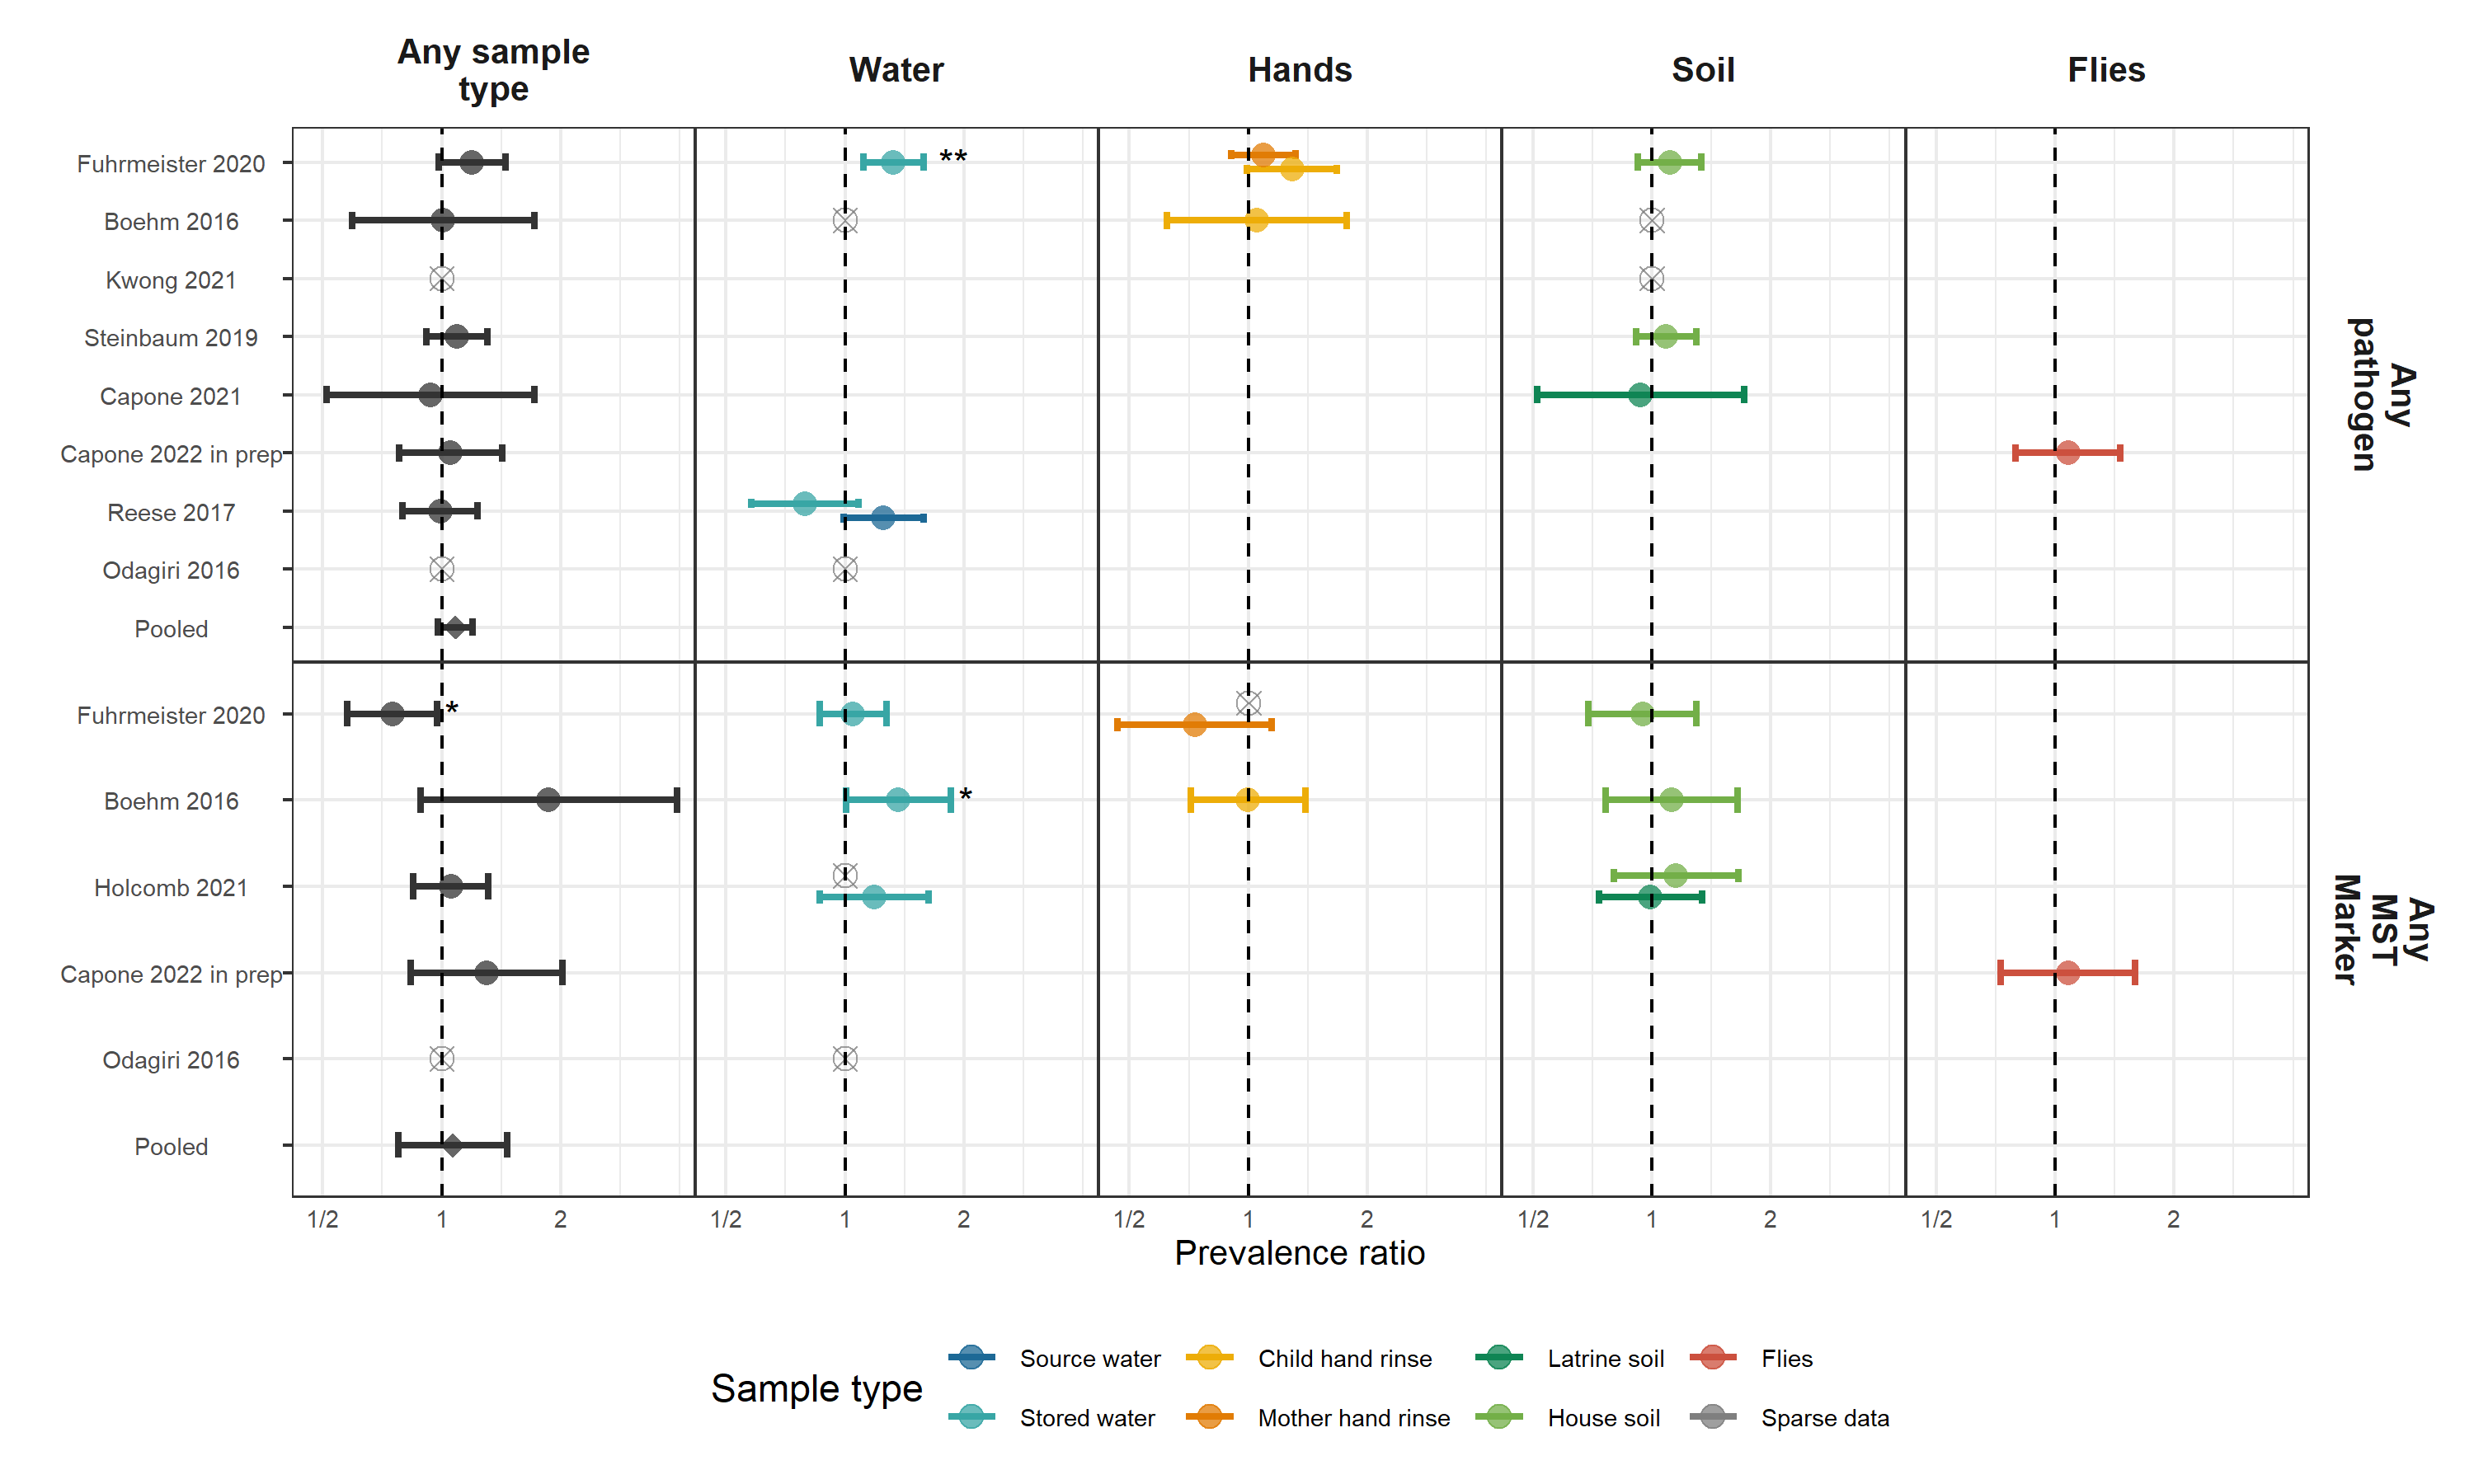 Any sample
type
Water
Hands
Soil
Flies
Fuhrmeister 2020
**
Boehm 2016
Kwong 2021
Steinbaum 2019
Capone 2021
Capone 2022 in prep
Reese 2017
Odagiri 2016
Pooled
Any
pathogen
Fuhrmeister 2020
*
Boehm 2016
*
Holcomb 2021
Capone 2022 in prep
Odagiri 2016
Pooled
Any
MST
Marker
1/2 1 2 1/2 1 2 1/2 1 2 1/2 1 2 1/2 1 2
Prevalence ratio
Sample type
Source water Child hand rinse Latrine soil Flies
Stored water Mother hand rinse House soil Sparse data